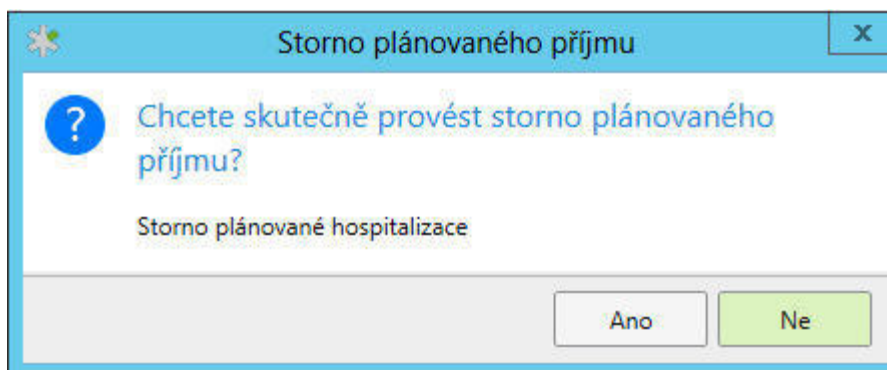 Storno plánovaného příjmu
x
?
Chcete skutečně provést storno plánovaného
příjmu?
Storno plánované hospitalizace
Ano
Ne